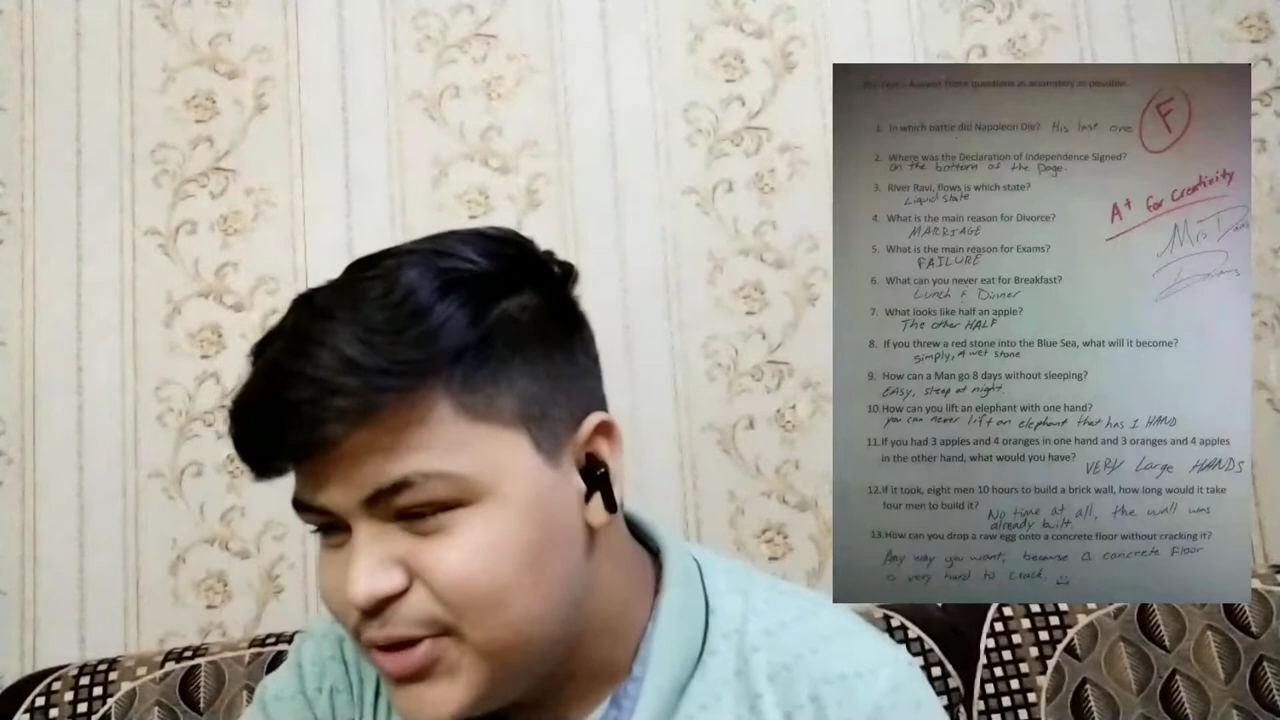 Answer these questions as accurately as possible.
1. In which battle did Napoleon Die? His last one
F
2. Where was the Declaration of Independence Signed?
on the bottom of the page.
3. River Ravi, flows is which state?
Liquid state
A+ for Creativity
4. What is the main reason for Divorce?
MARRIAGE
Mrs
5. What is the main reason for Exams?
FAILURE
6. What can you never eat for Breakfast?
Lunch & Dinner
7. What looks like half an apple?
The other HALF
8. If you threw a red stone into the Blue Sea, what will it become?
simply, A wet stone
9. How can a Man go 8 days without sleeping?
EASY, sleep at night.
10. How can you lift an elephant with one hand?
you can never lift an elephant that has 1 HAND
11. If you had 3 apples and 4 oranges in one hand and 3 oranges and 4 apples
in the other hand, what would you have? VERY Large HANDS
12. If it took, eight men 10 hours to build a brick wall, how long would it take
four men to build it? No time at all, the wall was
already built.
13. How can you drop a raw egg onto a concrete floor without cracking it?
Any way you want, because a concrete Floor
is very hard to crack.